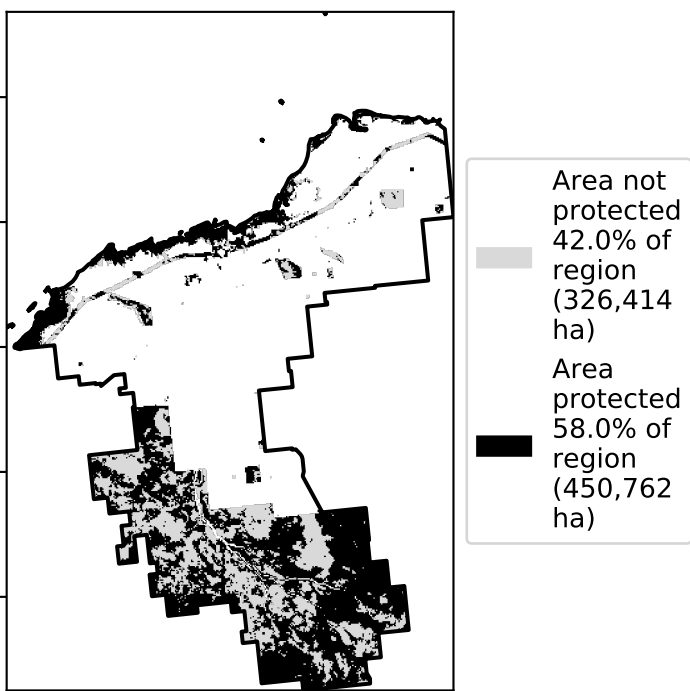 Area not
protected
42.0% of
region
(326,414
ha)
Area
protected
58.0% of
region
(450,762
ha)